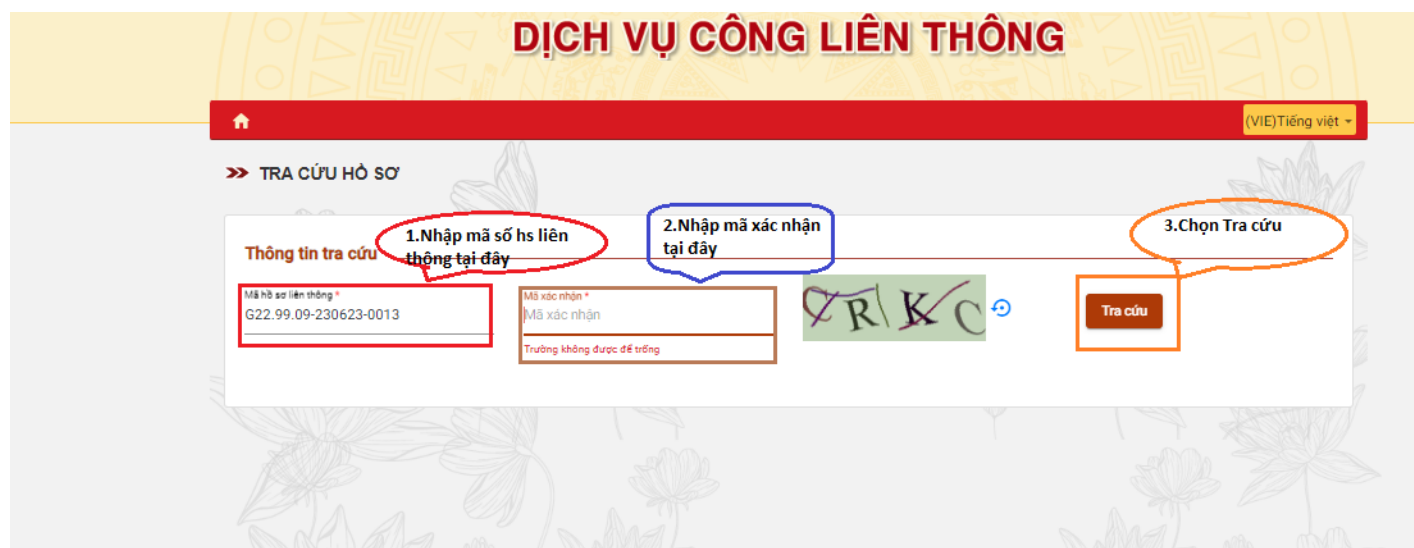 DỊCH VỤ CÔNG LIÊN THÔNG
(VIE)Tiếng việt
TRA CỨU HỒ SƠ
1.Nhập mã số hs liên
thông tại đây
2.Nhập mã xác nhận
tại đây
3.Chọn Tra cứu
Thông tin tra cứu
Mã hồ sơ liên thông *
G22.99.09-230623-0013
Mã xác nhận *
Mã xác nhận
Trường không được để trống
Tra cứu